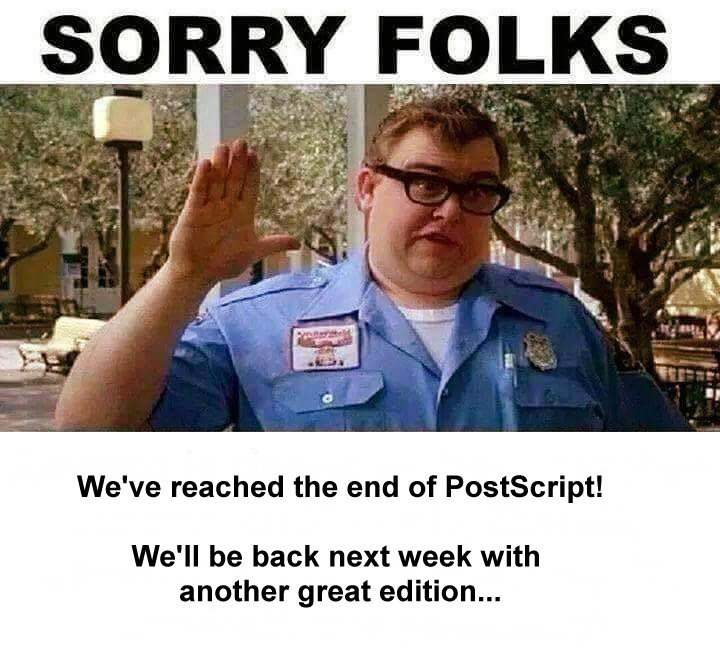 SORRY FOLKS
We've reached the end of PostScript!
We'll be back next week with
another great edition...